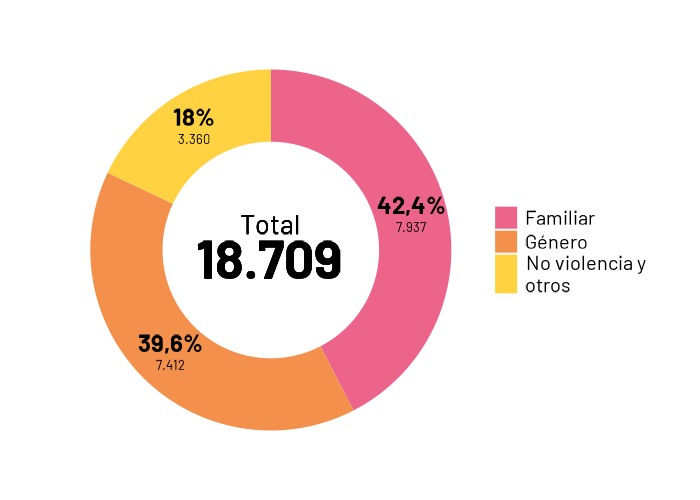 18%
3.360
42,4%
7.937
Total
18.709
39,6%
7.412
Familiar
Género
No violencia y
otros